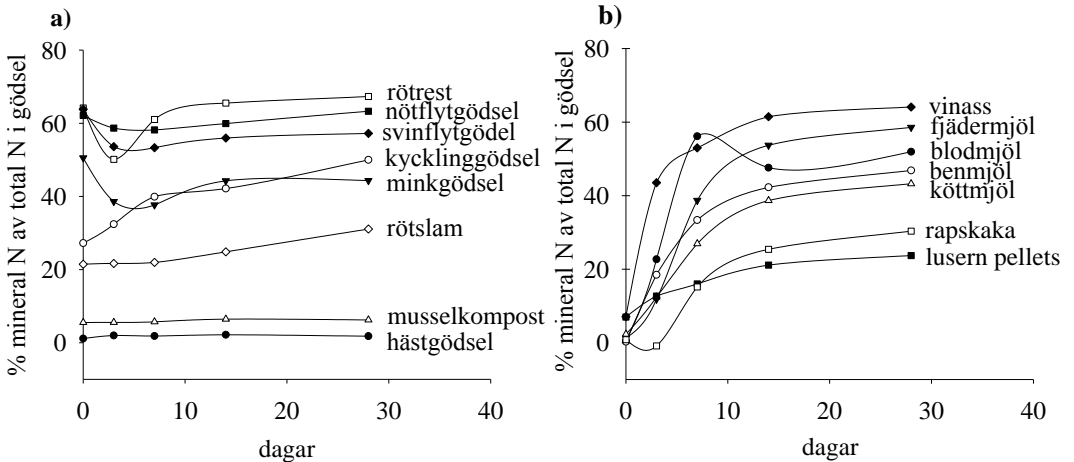 a)
% mineral N av total N i gödsel
80
60
40
20
0
rötrest
nötflytgödsel
svinflytgödel
kycklinggödsel
minkgödsel
rötslam
musselkompost
hästgödsel
0
10
20
30
40
dagar
b)
% mineral N av total N i gödsel
80
60
40
20
0
vinass
fjädermjöl
blodmjöl
benmjöl
köttmjöl
rapskaka
lusern pellets
0
10
20
30
40
dagar